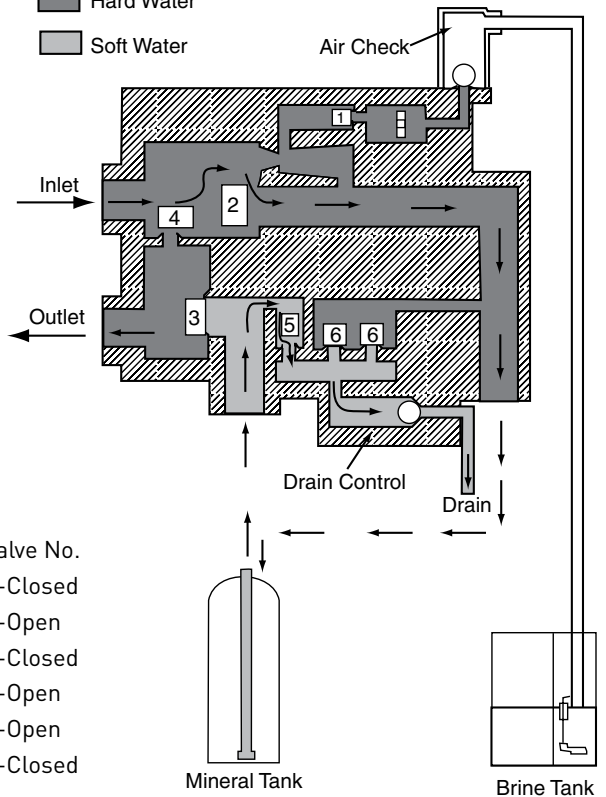 Hard Water
Soft Water
Air Check
1
Inlet
4
2
Outlet
3
5
6
6
Drain Control
Drain
alve No.
-Closed
-Open
-Closed
-Open
-Open
-Closed
Mineral Tank
Brine Tank